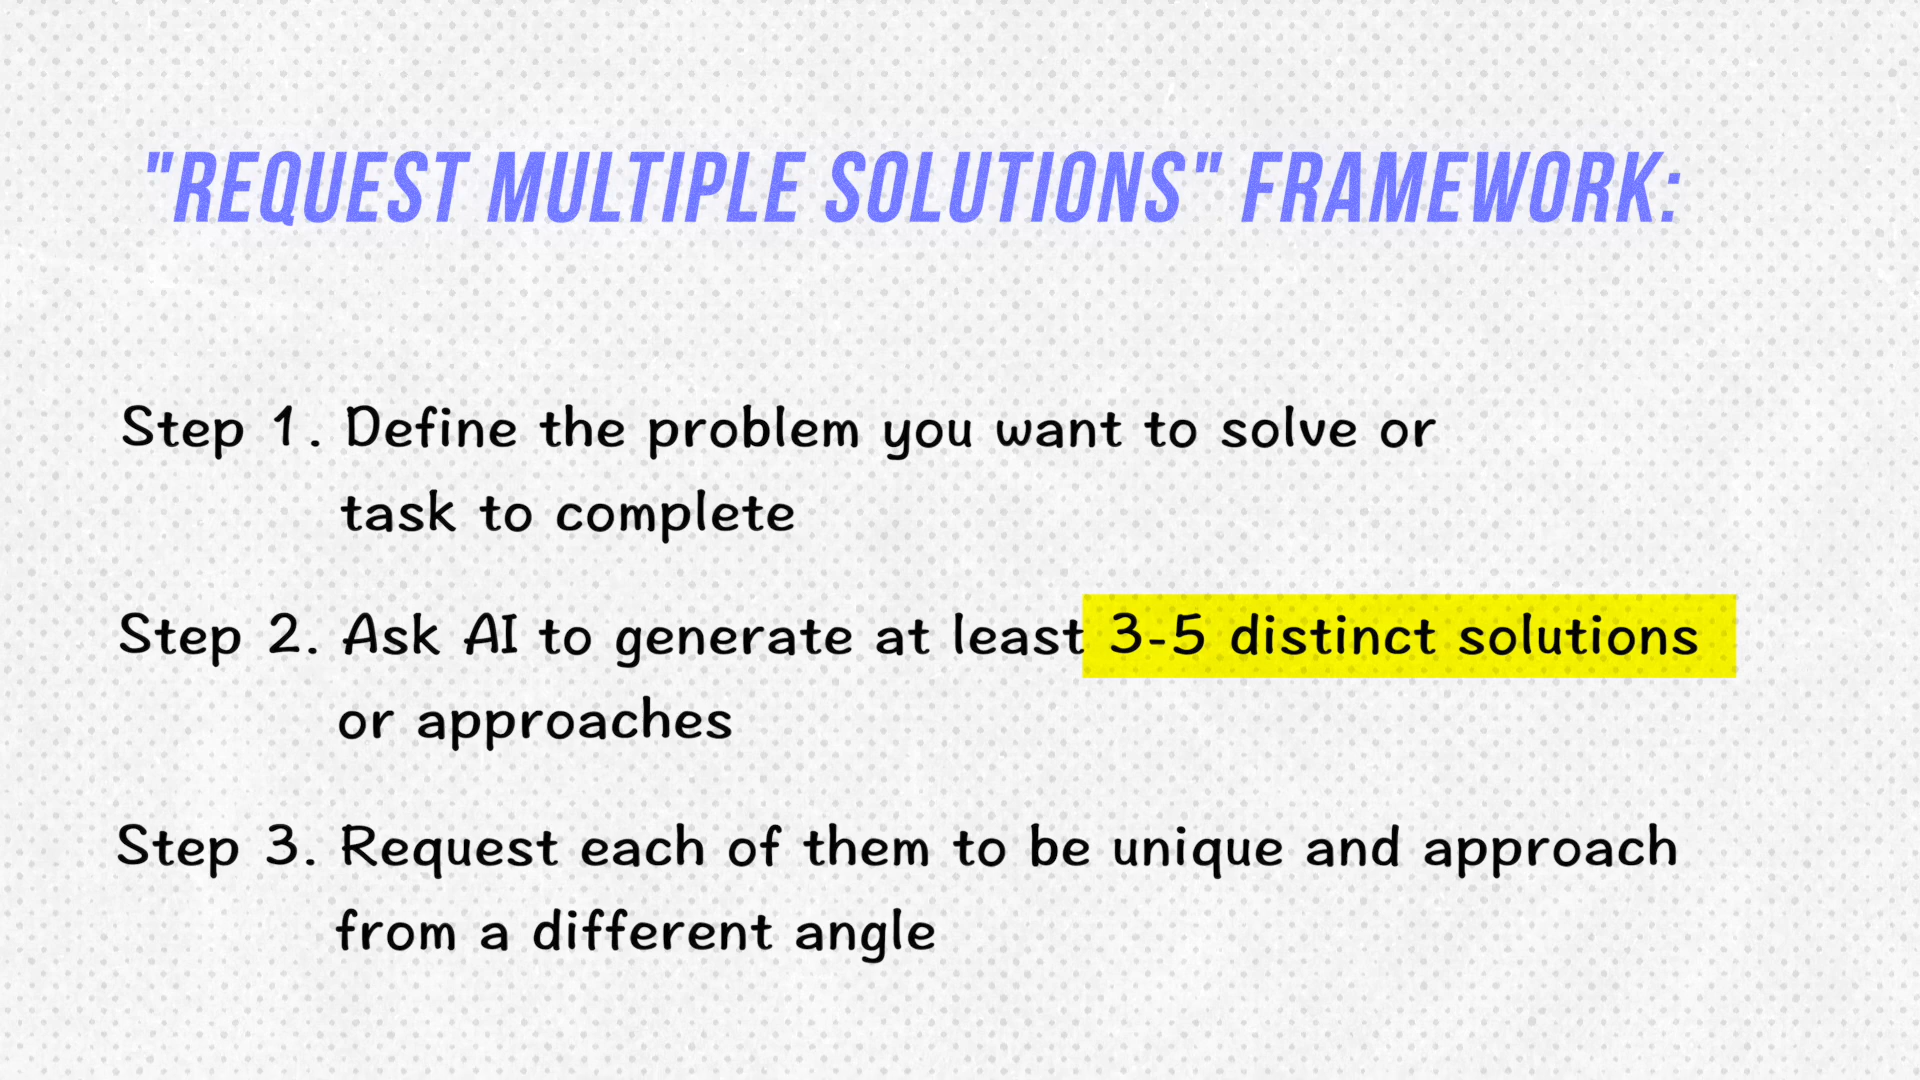 "REQUEST MULTIPLE SOLUTIONS" FRAMEWORK:
Step 1. Define the problem you want to solve or
task to complete
Step 2. Ask AI to generate at least 3-5 distinct solutions
or approaches
Step 3. Request each of them to be unique and approach
from a different angle